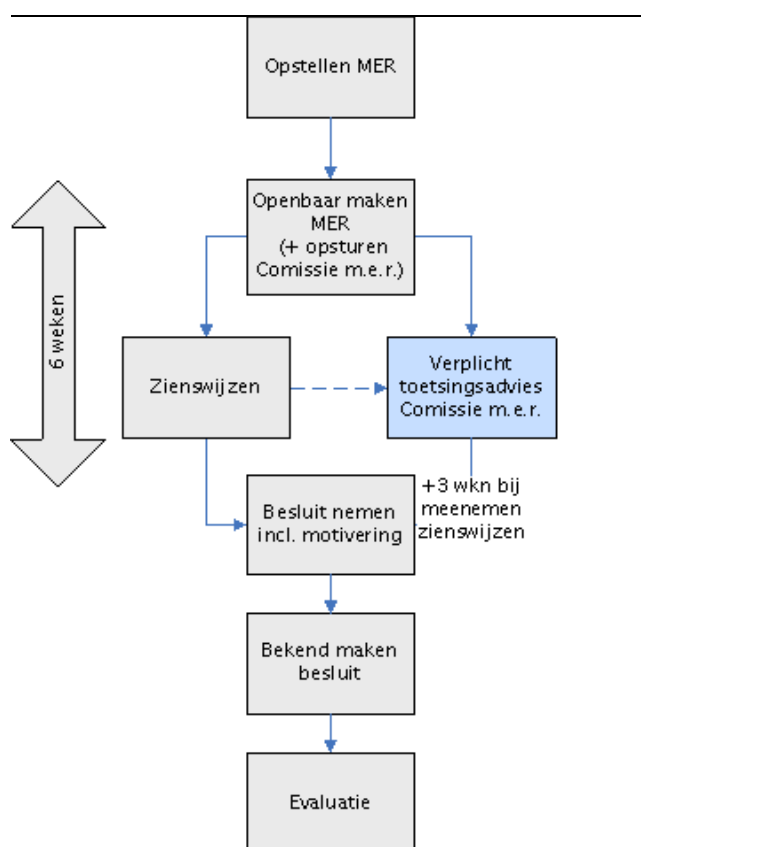 Opstellen MER
Openbaar maken
MER
(+ opsturen
Comissie m.e.r.)
6 weken
Zienswijzen
Verplicht
toetsingsadvies
Comissie m.e.r.
+3 wkn bij
meenemen
zienswijzen
Besluit nemen
incl. motivering
Bekend maken
besluit
Evaluatie